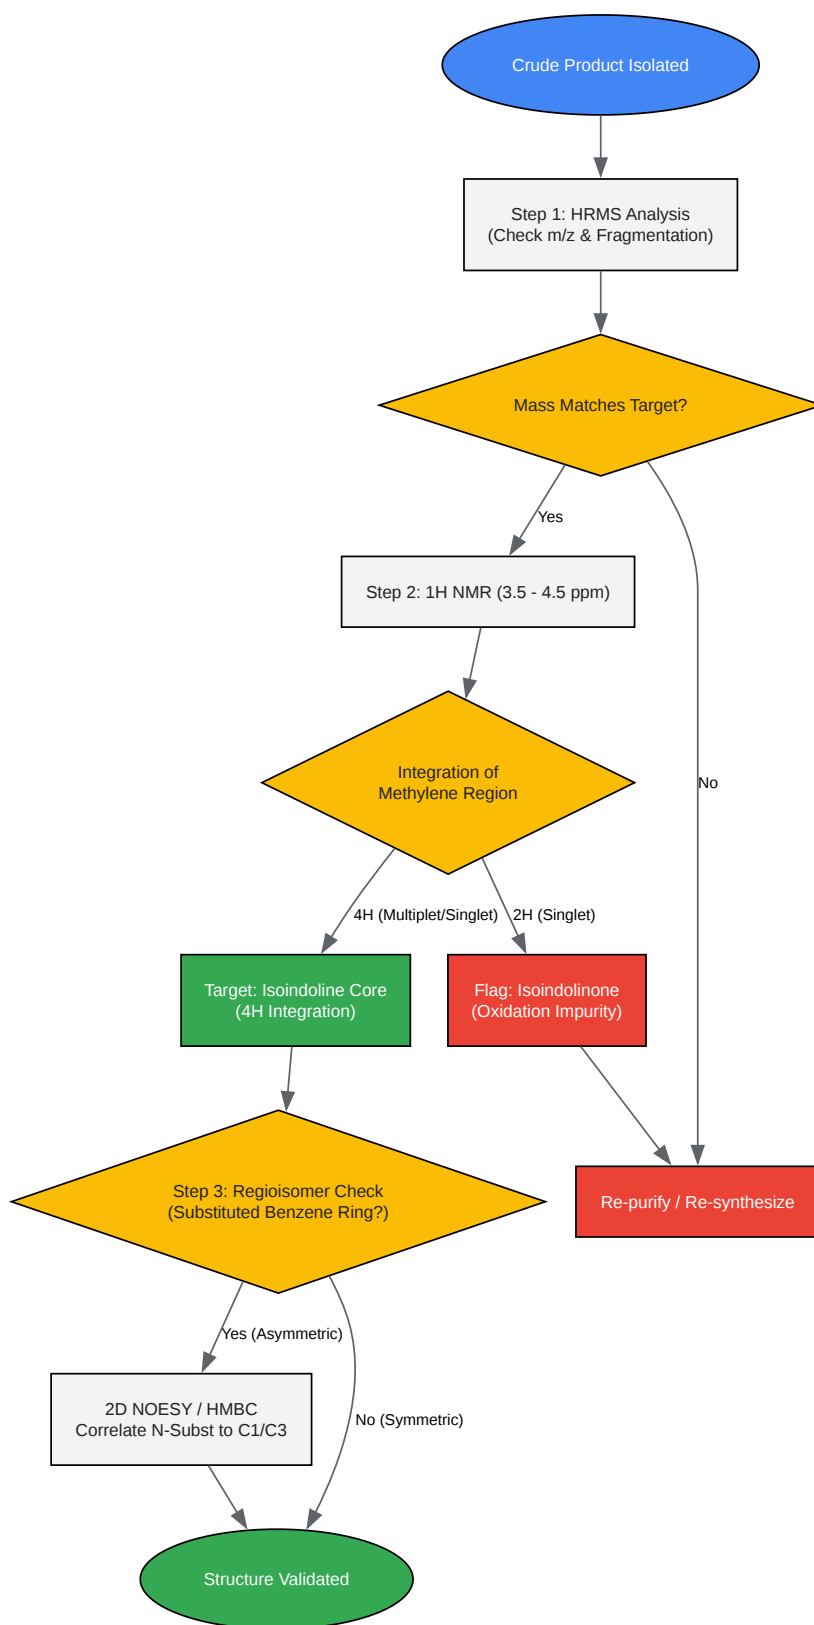 Crude Product Isolated
Step 1: HRMS Analysis
(Check m/z & Fragmentation)
Mass Matches Target?
Yes
Step 2: 1H NMR (3.5 - 4.5 ppm)
Integration of
Methylene Region
No
4H (Multiplet/Singlet)
2H (Singlet)
Target: Isoindoline Core
(4H Integration)
Flag: Isoindolinone
(Oxidation Impurity)
Step 3: Regioisomer Check
(Substituted Benzene Ring?)
Re-purify / Re-synthesize
Yes (Asymmetric)
2D NOESY / HMBC
Correlate N-Subst to C1/C3
No (Symmetric)
Structure Validated